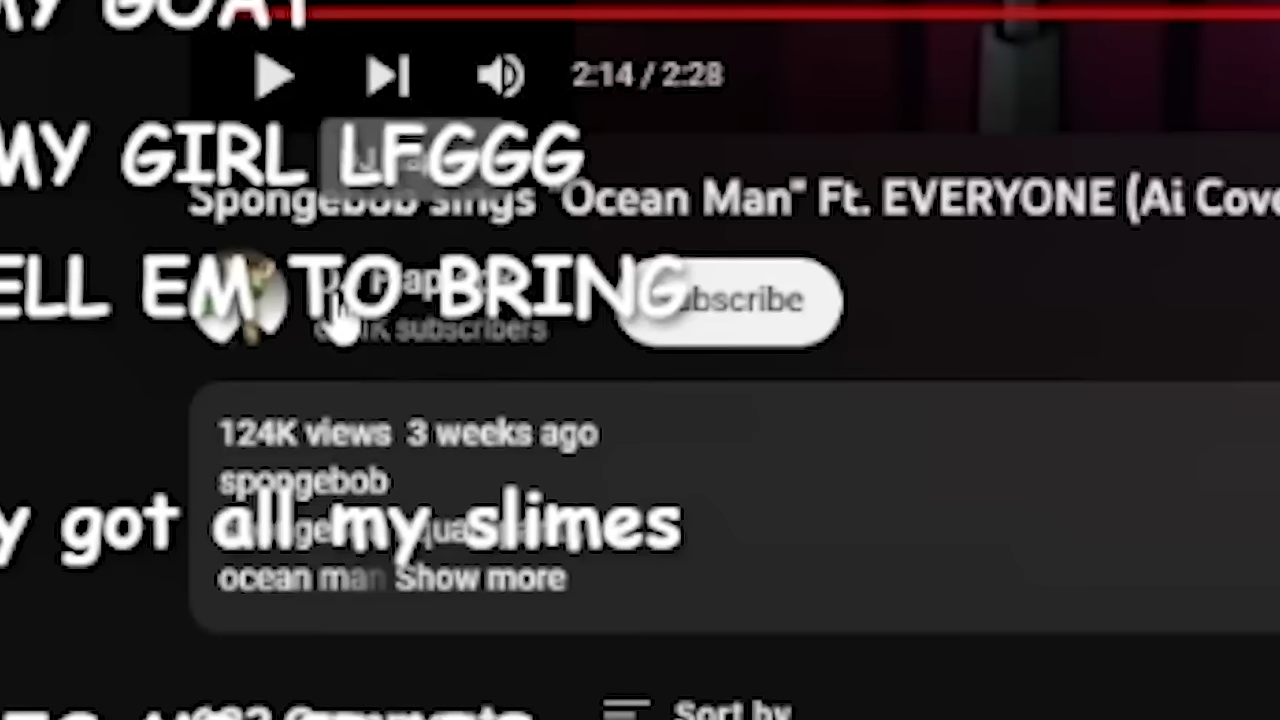 MY GOAT
2:14 / 2:28
MY GIRL LFGGG
Spongebob sings "Ocean Man" Ft. EVERYONE (Ai Cove
ELL EM TO BRING
subscribers
ubscribe
124K views 3 weeks ago
spongebob
y got all my slimes
ocean man Show more
Sort by